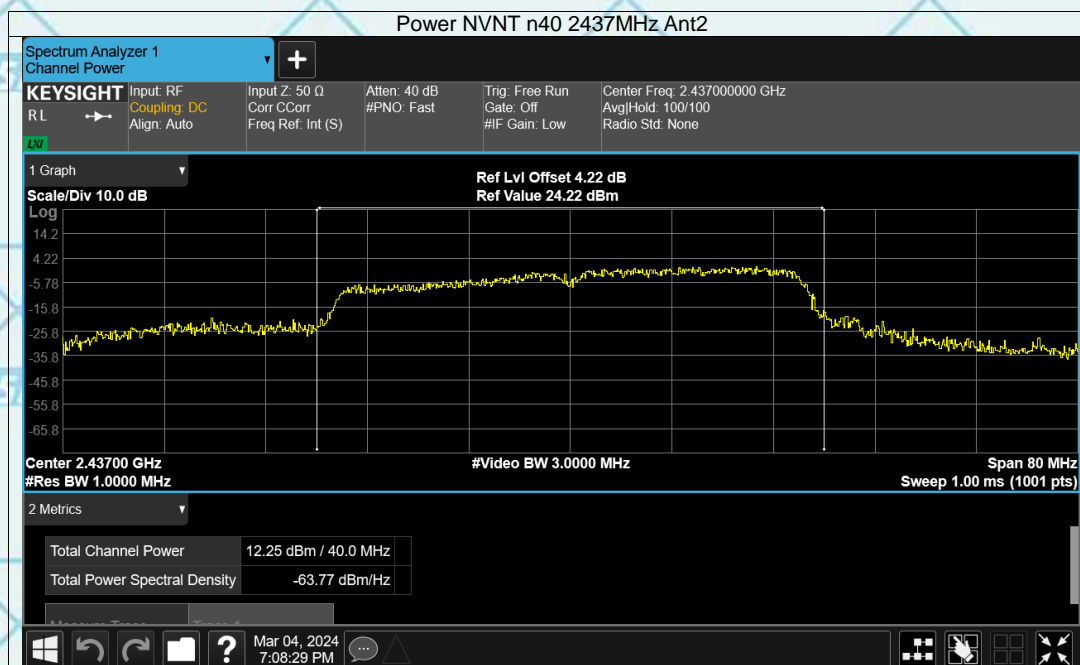 Power NVNT n40 2437MHz Ant2
Spectrum Analyzer 1
Channel Power
KEYSIGHT
R L
LXI
Input: RF
Coupling: DC
Align: Auto
Input Z: 50 Ω
Corr CCorr
Freq Ref: Int (S)
Atten: 40 dB
#PNO: Fast
Trig: Free Run
Gate: Off
#IF Gain: Low
Center Freq: 2.437000000 GHz
Avg|Hold: 100/100
Radio Std: None
1 Graph
Scale/Div 10.0 dB
Ref Lvl Offset 4.22 dB
Ref Value 24.22 dBm
Log
14.2
4.22
-5.78
-15.8
-25.8
-35.8
-45.8
-55.8
-65.8
Center 2.43700 GHz
#Video BW 3.0000 MHz
Span 80 MHz
#Res BW 1.0000 MHz
Sweep 1.00 ms (1001 pts)
2 Metrics
Total Channel Power 12.25 dBm / 40.0 MHz
Total Power Spectral Density -63.77 dBm/Hz
Measure Trace Trace 1
?
Mar 04, 2024
7:08:29 PM